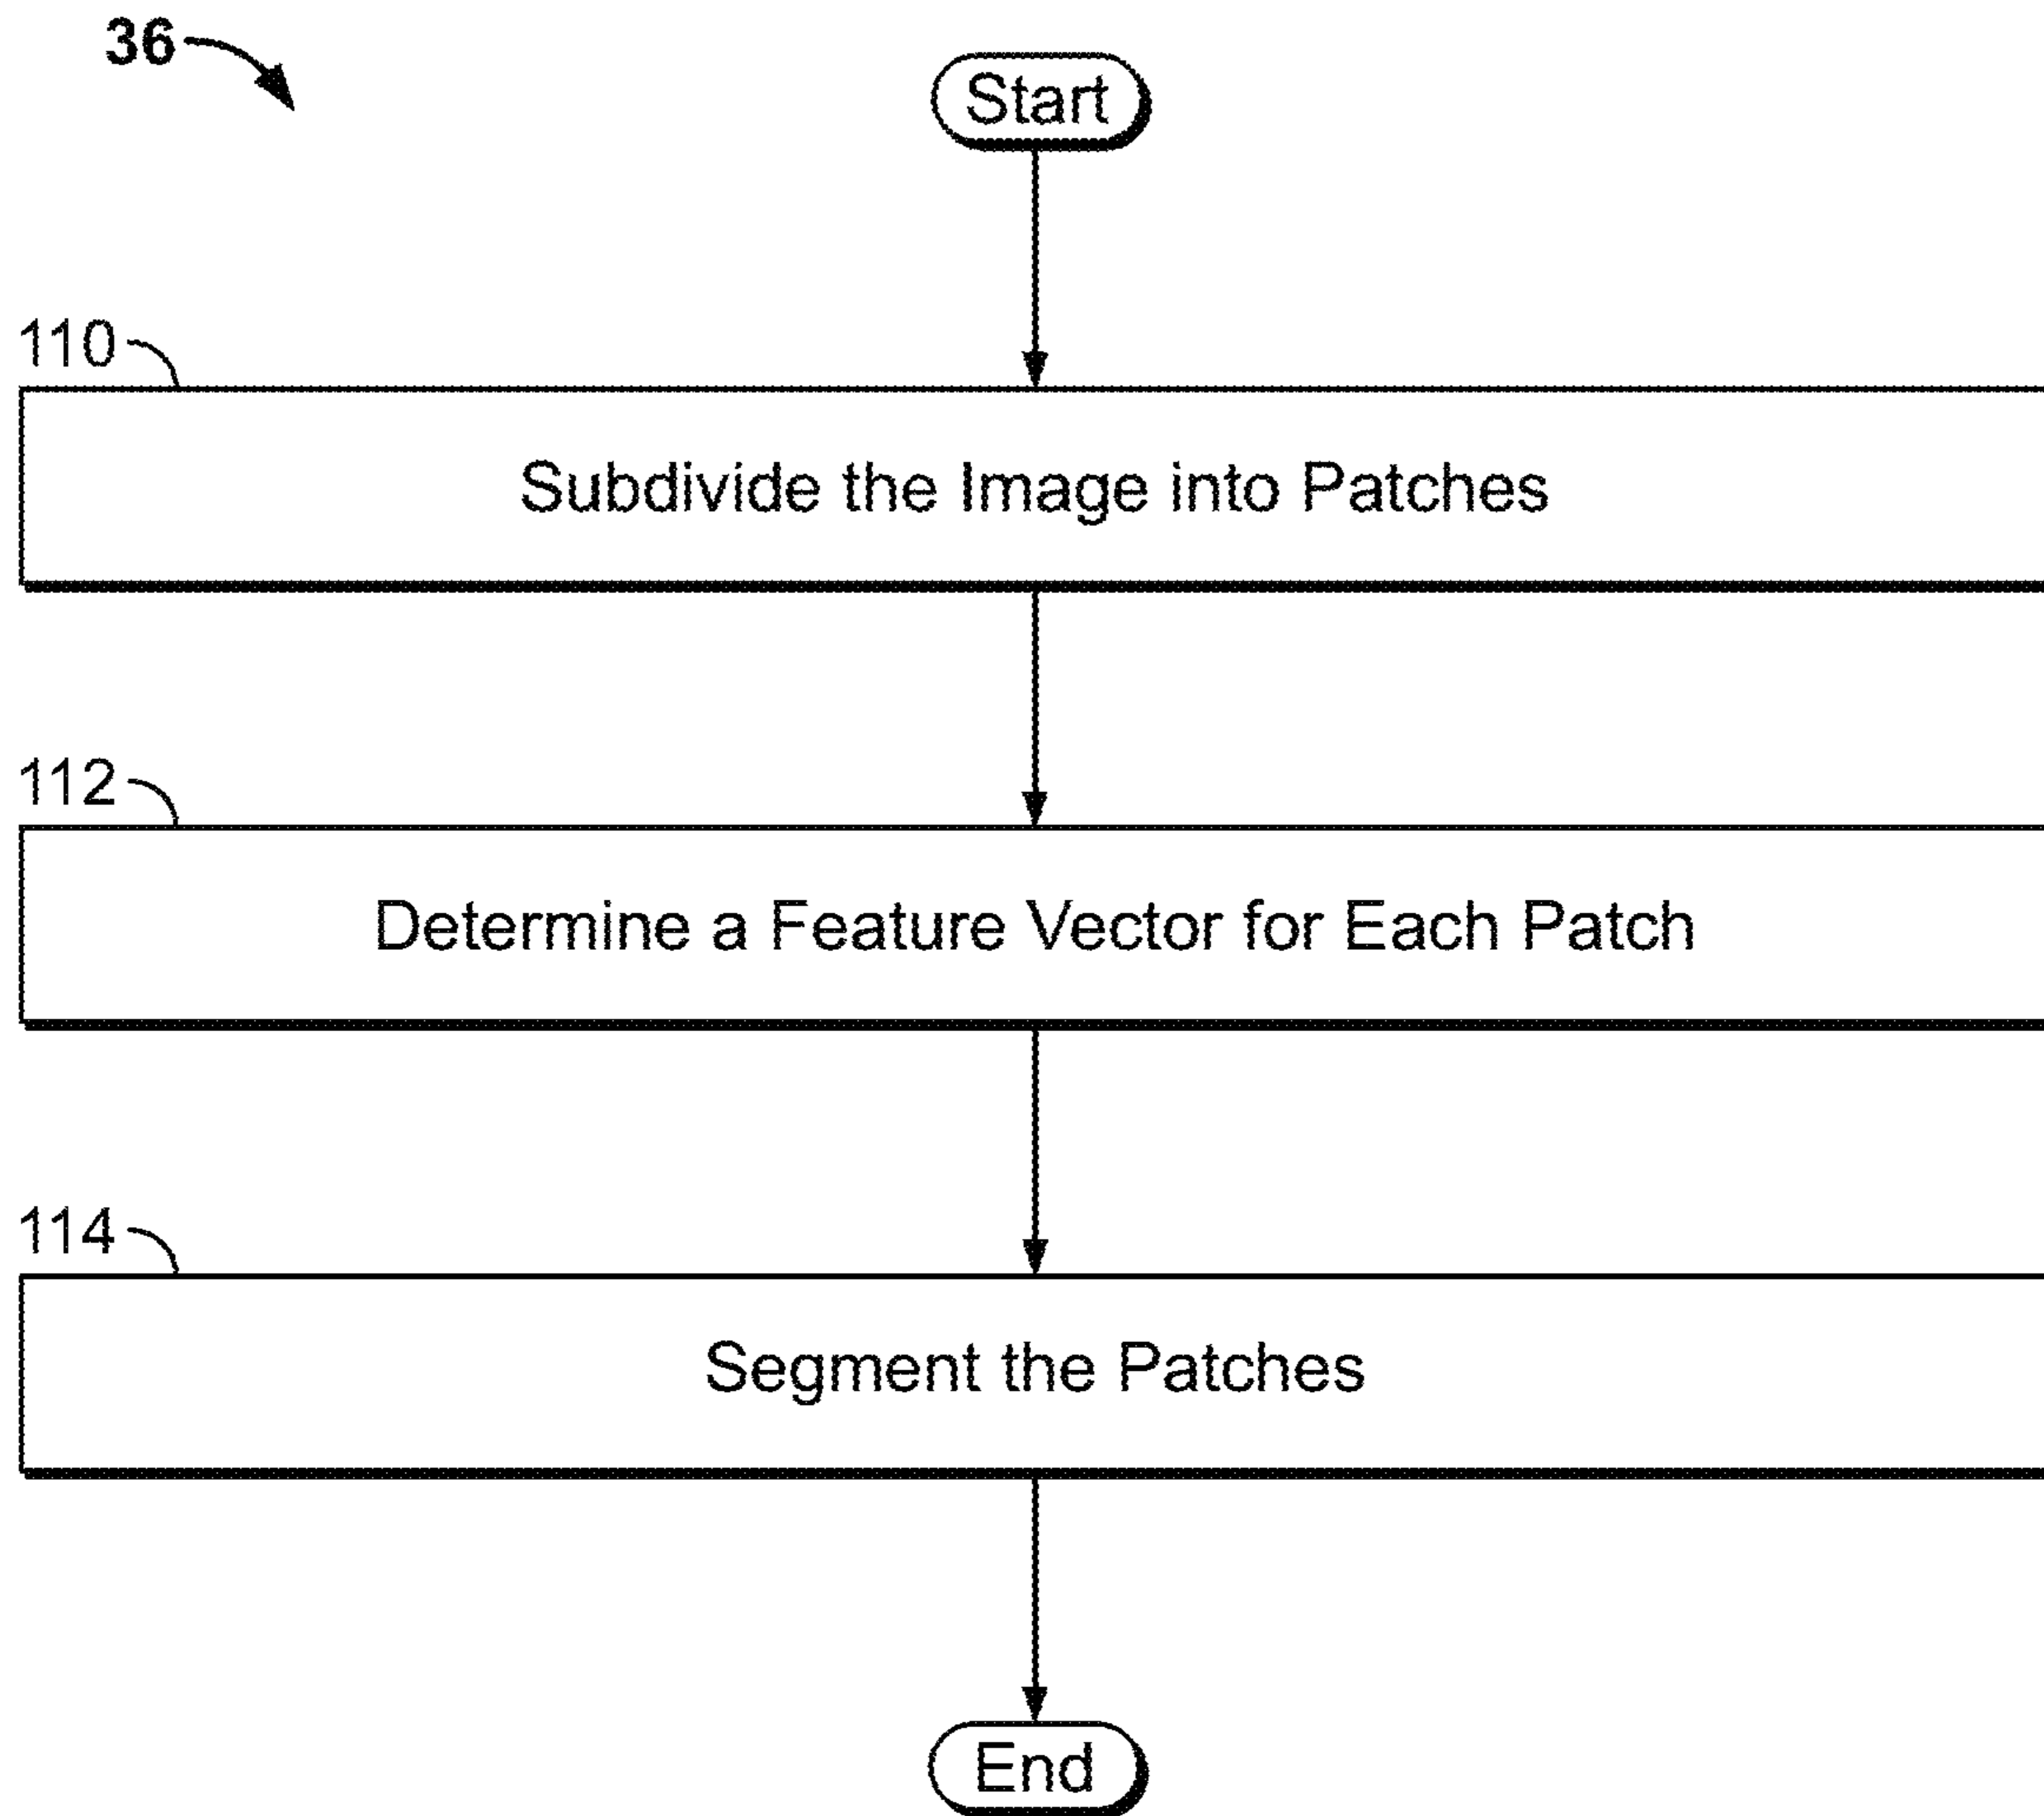 36
Start
110
Subdivide the Image into Patches
112
Determine a Feature Vector for Each Patch
114
Segment the Patches
End